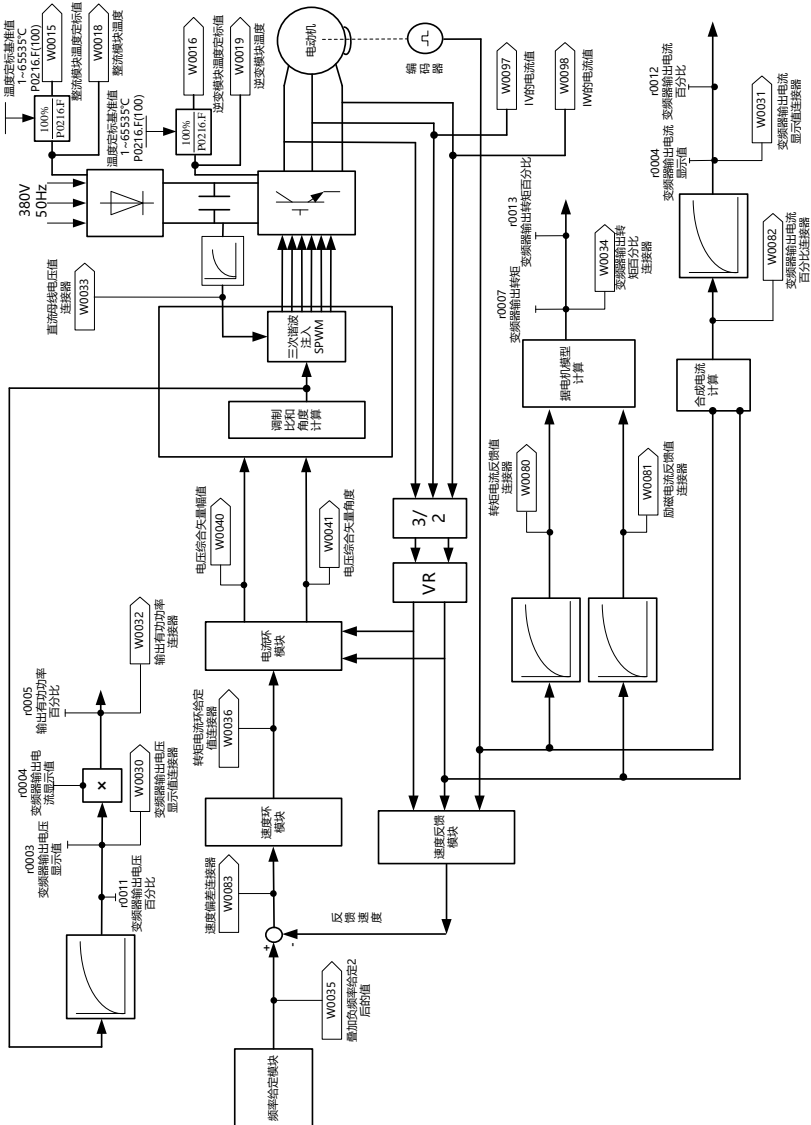 频率给定模块
W0035
叠加负频率给定2
后的值
+
-
反馈
速度
速度偏差连接器
W0083
速度环
模块
转矩电流环给定
值连接器
W0036
电流环
模块
电压综合矢量幅值
W0040
W0041
电压综合矢量角度
r0003
变频器输出电压
显示值
r0011
变频器输出电压
百分比
r0004
变频器输出电
流显示值
×
W0030
变频器输出电压
显示值连接器
r0005
输出有功功率
百分比
W0032
输出有功功率
连接器
调制
比和
角度
计算
三次谐波
注入
SPWM
直流母线电压值
连接器
W0033
380V
50Hz
温度定标基准值
1~65535℃
P0216.F(100)
100%
P0216.F
W0015
整流模块温度定标值
W0018
整流模块温度
温度定标基准值
1~65535℃
P0216.F(100)
100%
P0216.F
W0016
逆变模块温度定标值
W0019
逆变模块温度
电动机
编
码
器
W0097
IV的电流值
W0098
IW的电流值
3/
2
VR
速度反馈
模块
转矩电流反馈值
连接器
W0080
W0081
励磁电流反馈值
连接器
据电机模型
计算
r0007
变频器输出转矩
r0013
变频器输出转矩百分比
W0034
变频器输出转
矩百分比
连接器
合成电流
计算
W0082
变频器输出电流
百分比连接器
r0004
变频器输出电流
显示值
r0012
变频器输出电流
百分比
W0031
变频器输出电流
显示值连接器